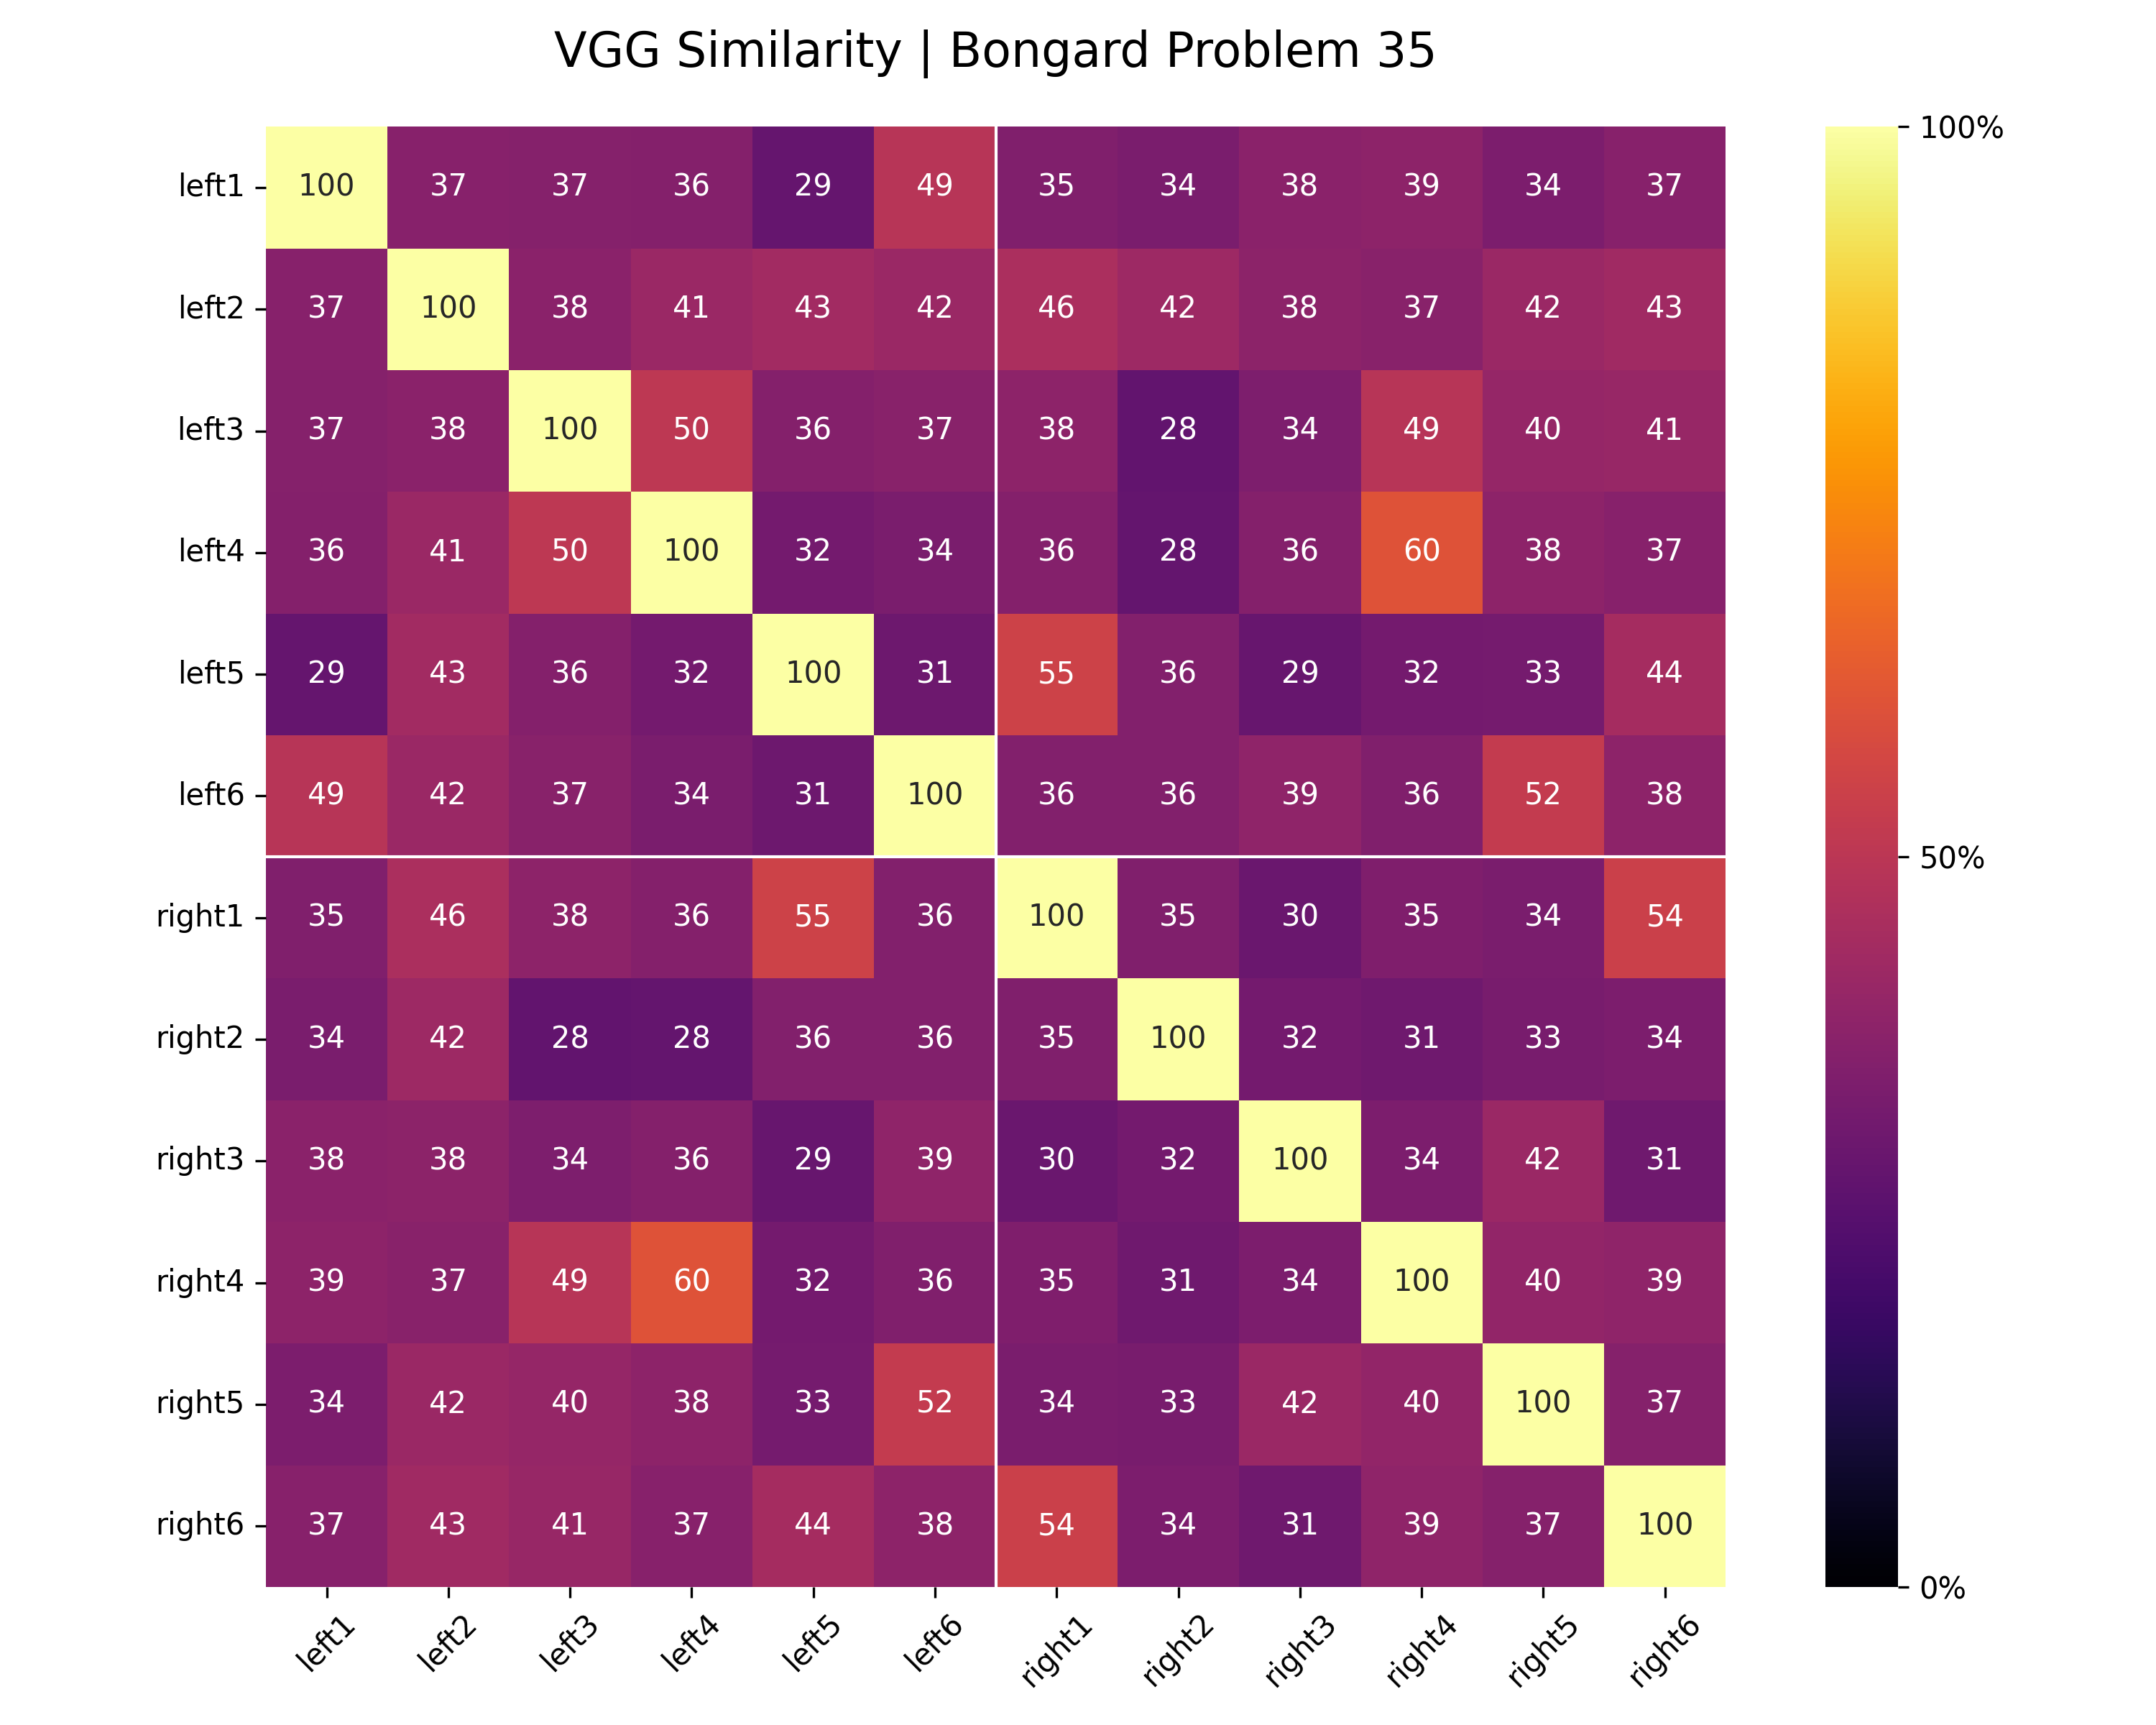 VGG Similarity | Bongard Problem 35
left1 100 37 37 36 29 49 35 34 38 39 34 37
left2 37 100 38 41 43 42 46 42 38 37 42 43
left3 37 38 100 50 36 37 38 28 34 49 40 41
left4 36 41 50 100 32 34 36 28 36 60 38 37
left5 29 43 36 32 100 31 55 36 29 32 33 44
left6 49 42 37 34 31 100 36 36 39 36 52 38
right1 35 46 38 36 55 36 100 35 30 35 34 54
right2 34 42 28 28 36 36 35 100 32 31 33 34
right3 38 38 34 36 29 39 30 32 100 34 42 31
right4 39 37 49 60 32 36 35 31 34 100 40 39
right5 34 42 40 38 33 52 34 33 42 40 100 37
right6 37 43 41 37 44 38 54 34 31 39 37 100
left1 left2 left3 left4 left5 left6 right1 right2 right3 right4 right5 right6
100%
50%
0%